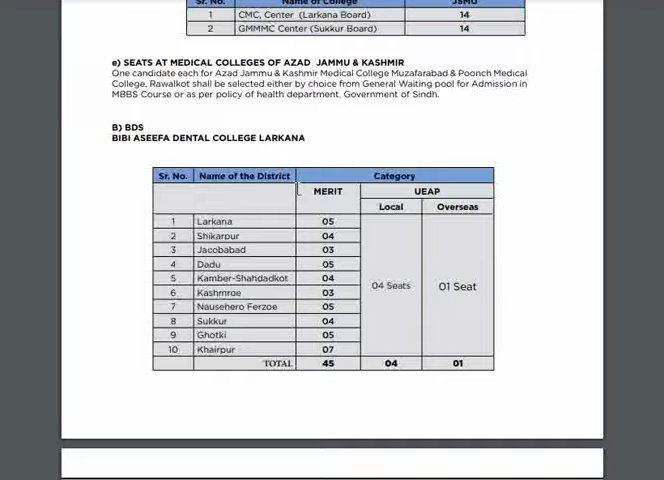 Sr. No. Name of College JSMU
1 CMC, Center (Larkana Board) 14
2 GMMMC Center (Sukkur Board) 14
e) SEATS AT MEDICAL COLLEGES OF AZAD JAMMU & KASHMIR
One candidate each for Azad Jammu & Kashmir Medical College Muzafarabad & Poonch Medical
College, Rawalkot shall be selected either by choice from General Waiting pool for Admission in
MBBS Course or as per policy of health department, Government of Sindh.
B) BDS
BIBI ASEEFA DENTAL COLLEGE LARKANA
Sr. No. Name of the District Category
MERIT UEAP
Local Overseas
1 Larkana 05
2 Shikarpur 04
3 Jacobabad 03
4 Dadu 05
5 Kamber-Shahdadkot 04
04 Seats 01 Seat
6 Kashmroe 03
7 Nausehero Ferzoe 05
8 Sukkur 04
9 Ghotki 05
10 Khairpur 07
TOTAL 45 04 01